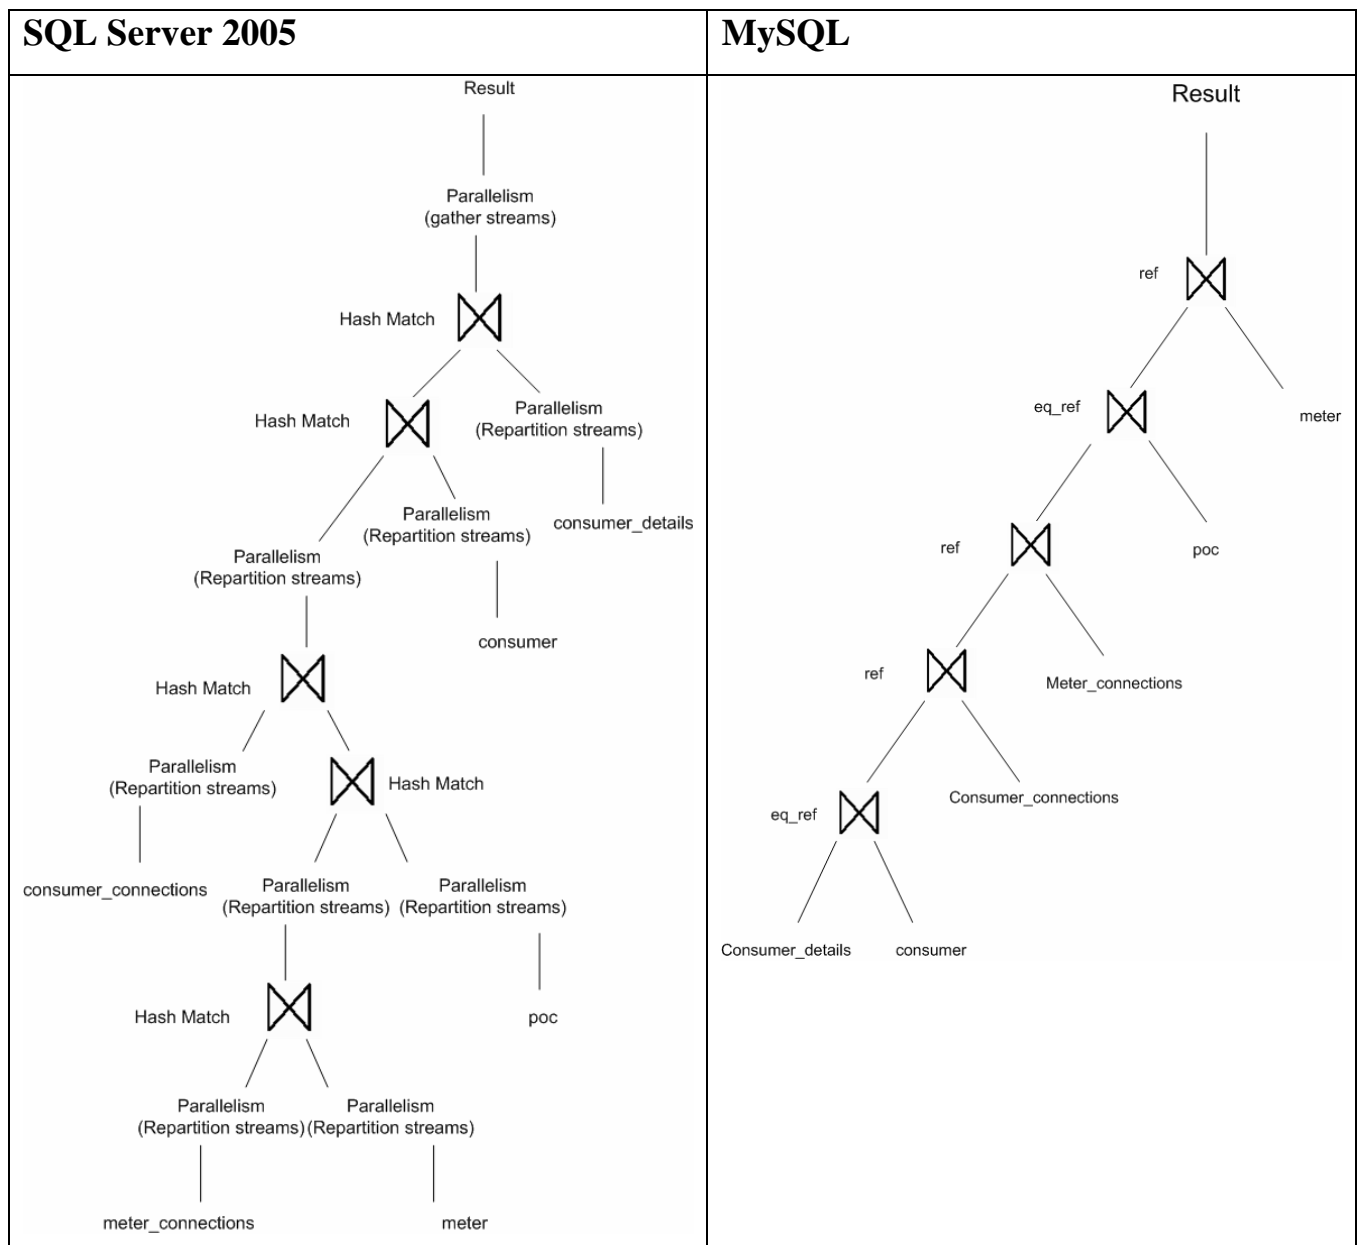 SQL Server 2005
Result
Parallelism
(gather streams)
Hash Match
Hash Match
Parallelism
(Repartition streams)
Parallelism
(Repartition streams)
consumer_details
Parallelism
(Repartition streams)
consumer
Hash Match
Parallelism
(Repartition streams)
Hash Match
consumer_connections
Parallelism
(Repartition streams)
Parallelism
(Repartition streams)
Hash Match
poc
Parallelism
(Repartition streams)
Parallelism
(Repartition streams)
meter_connections
meter
MySQL
Result
ref
eq_ref
meter
ref
poc
ref
Meter_connections
eq_ref
Consumer_connections
Consumer_details
consumer